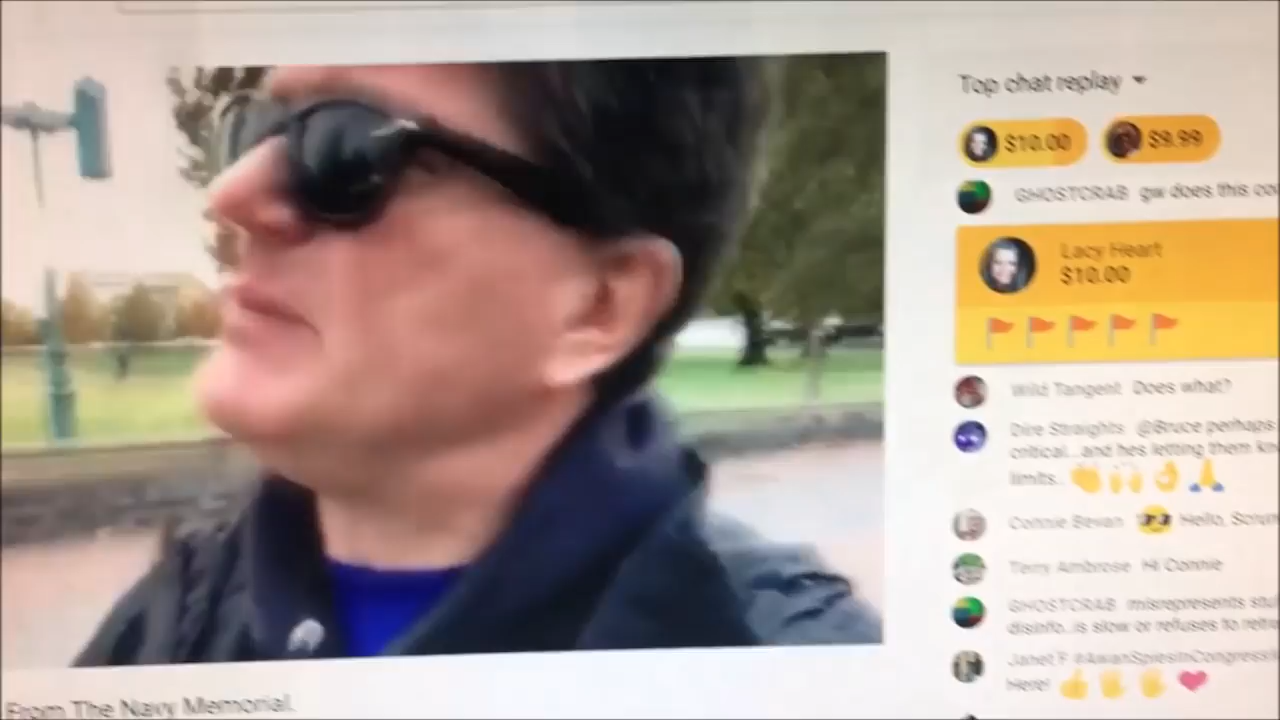 Top chat replay
$10.00 $9.99
GHOSTCRAB gw does this
Lacy Heart
$10.00
Wild Tangent Does what?
Dire Straights @Bruce perhaps
critical...and hes letting them
limits..
Connie Bevan Hello,
Terry Ambrose Hi Connie
GHOSTCRAB misrepresents
disinfo..is slow or refuses to
Janet F
Here!
From The Navy Memorial.